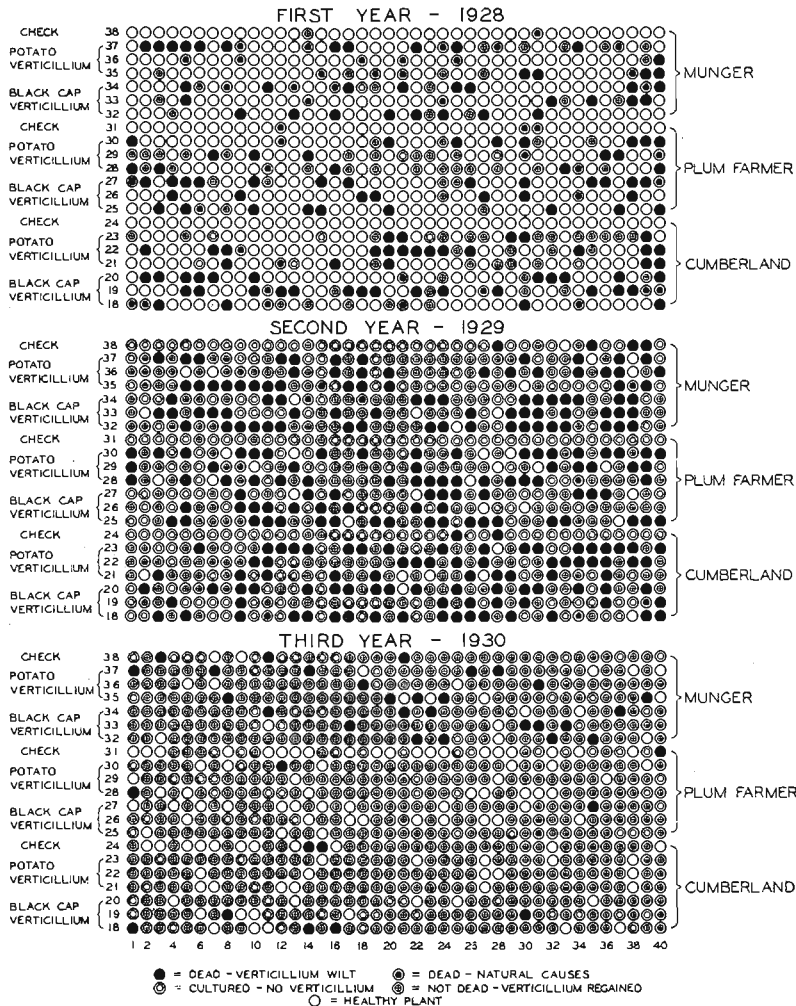 FIRST YEAR - 1928
CHECK 38
POTATO 37
VERTICILLIUM 36
35 MUNGER
BLACK CAP 34
VERTICILLIUM 33
32
CHECK 31
POTATO 30
VERTICILLIUM 29
28 PLUM FARMER
BLACK CAP 27
VERTICILLIUM 26
25
CHECK 24
POTATO 23
VERTICILLIUM 22
21 CUMBERLAND
BLACK CAP 20
VERTICILLIUM 19
18
SECOND YEAR - 1929
CHECK 38
POTATO 37
VERTICILLIUM 36
35 MUNGER
BLACK CAP 34
VERTICILLIUM 33
32
CHECK 31
POTATO 30
VERTICILLIUM 29
28 PLUM FARMER
BLACK CAP 27
VERTICILLIUM 26
25
CHECK 24
POTATO 23
VERTICILLIUM 22
21 CUMBERLAND
BLACK CAP 20
VERTICILLIUM 19
18
THIRD YEAR - 1930
CHECK 38
POTATO 37
VERTICILLIUM 36
35 MUNGER
BLACK CAP 34
VERTICILLIUM 33
32
CHECK 31
POTATO 30
VERTICILLIUM 29
28 PLUM FARMER
BLACK CAP 27
VERTICILLIUM 26
25
CHECK 24
POTATO 23
VERTICILLIUM 22
21 CUMBERLAND
BLACK CAP 20
VERTICILLIUM 19
18
1 2 4 6 8 10 12 14 16 18 20 22 24 26 28 30 32 34 36 38 40
= DEAD - VERTICILLIUM WILT = DEAD - NATURAL CAUSES
= CULTURED - NO VERTICILLIUM = NOT DEAD - VERTICILLIUM REGAINED
= HEALTHY PLANT